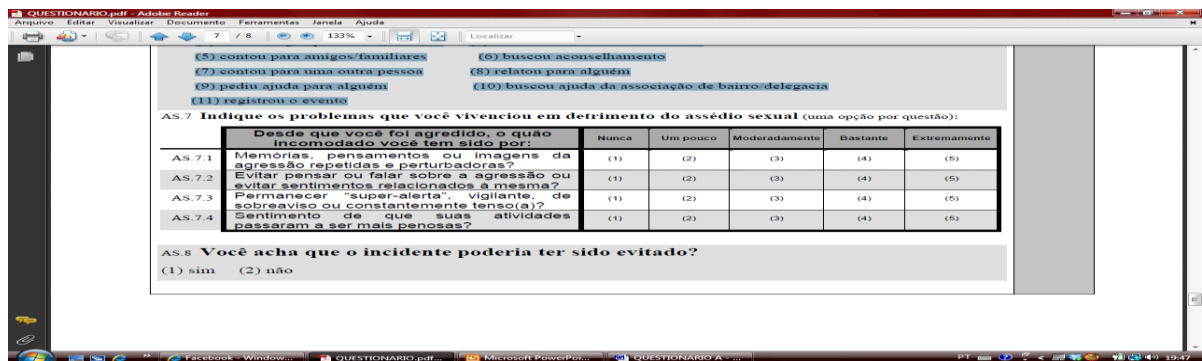 QUESTIONARIO.pdf - Adobe Reader
Arquivo Editar Visualizar Documento Ferramentas Janela Ajuda
7 / 8 133% Localizar
(5) contou para amigos/familiares (6) buscou aconselhamento
(7) contou para uma outra pessoa (8) relatou para alguém
(9) pediu ajuda para alguém (10) buscou ajuda da associação de bairro/delegacia
(11) registrou o evento
AS.7 Indique os problemas que você vivenciou em detrimento do assédio sexual (uma opção por questão):
Desde que você foi agredido, o quão incomodado você tem sido por: Nunca Um pouco Moderadamente Bastante Extremamente
AS.7.1 Memórias, pensamentos ou imagens da agressão repetidas e perturbadoras? (1) (2) (3) (4) (5)
AS.7.2 Evitar pensar ou falar sobre a agressão ou evitar sentimentos relacionados à mesma? (1) (2) (3) (4) (5)
AS.7.3 Permanecer "super-alerta", vigilante, de sobreaviso ou constantemente tenso(a)? (1) (2) (3) (4) (5)
AS.7.4 Sentimento de que suas atividades passaram a ser mais penosas? (1) (2) (3) (4) (5)
AS.8 Você acha que o incidente poderia ter sido evitado?
(1) sim (2) não
Facebook - Window... QUESTIONARIO.pdf... Microsoft PowerPoi... QUESTIONARIO A - ... PT 19:47